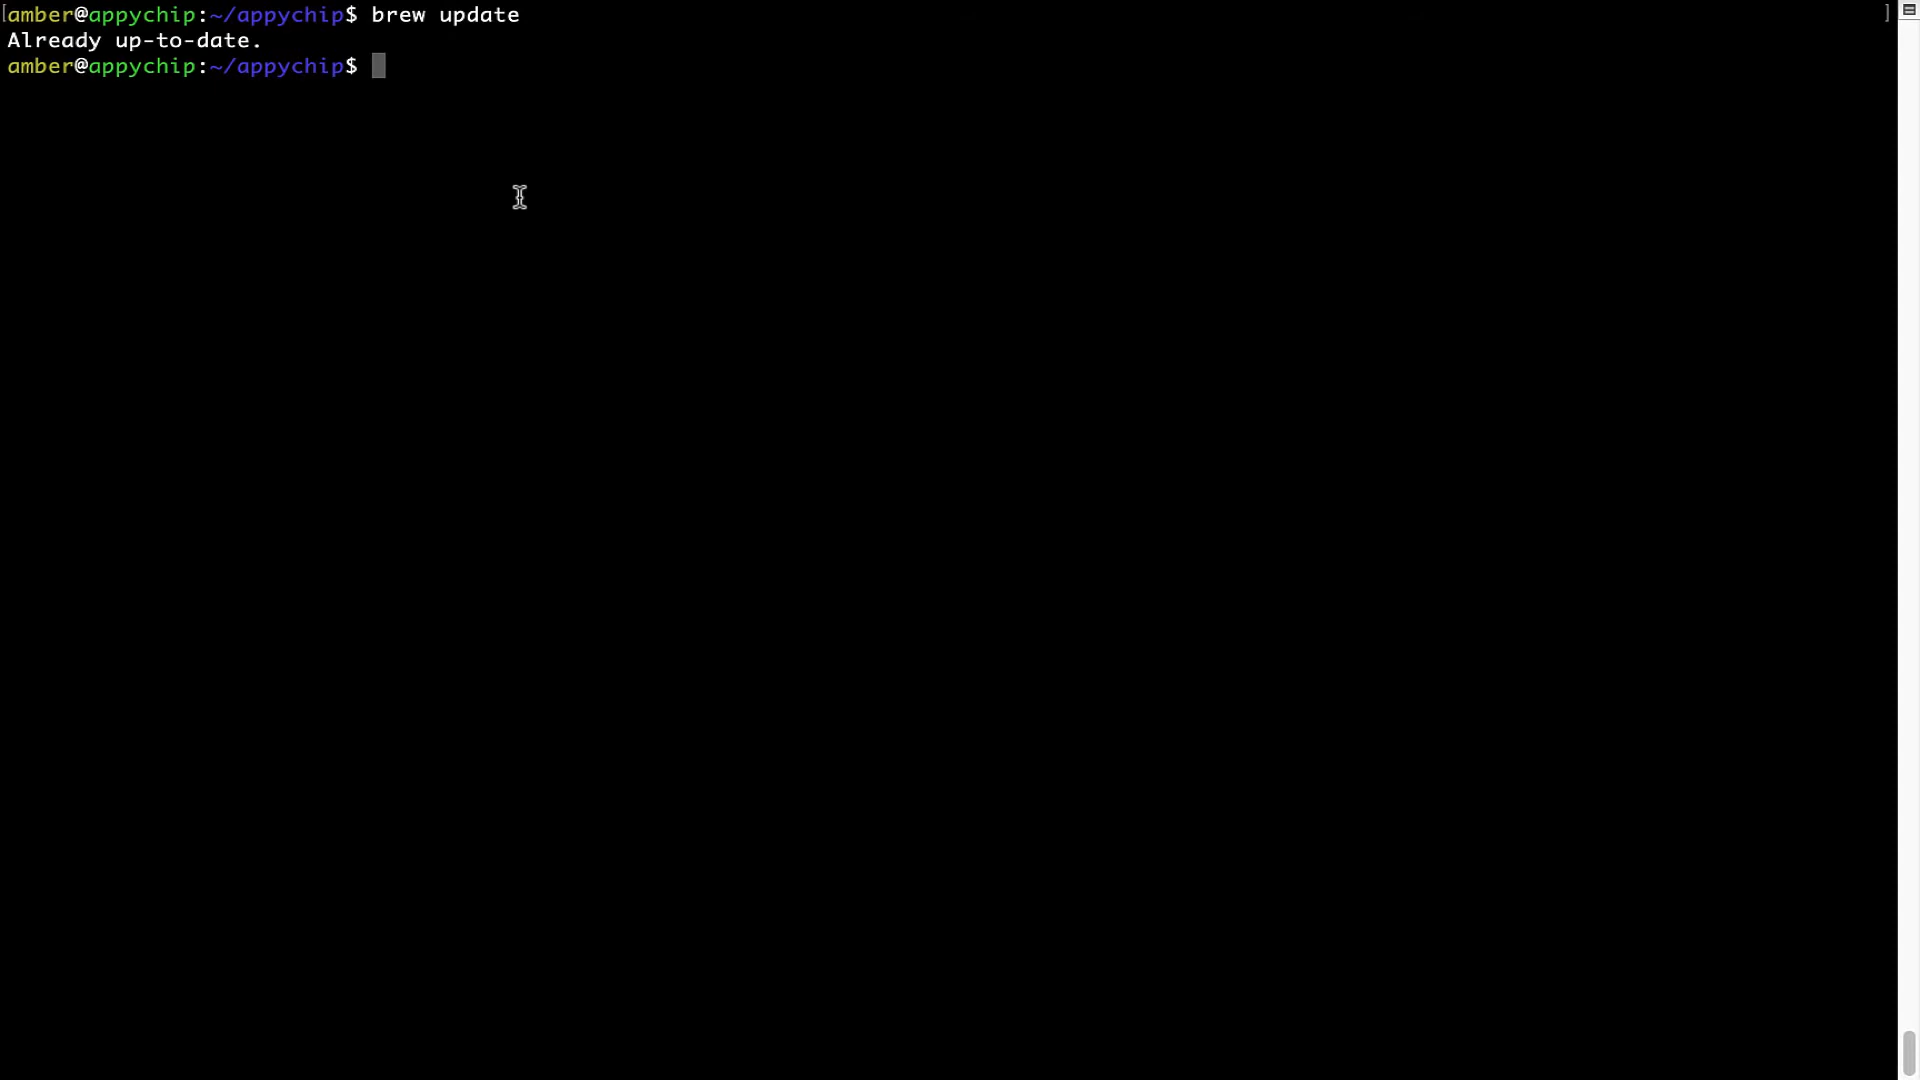 [amber@appychip:~/appychip$ brew update ]
Already up-to-date.
amber@appychip:~/appychip$